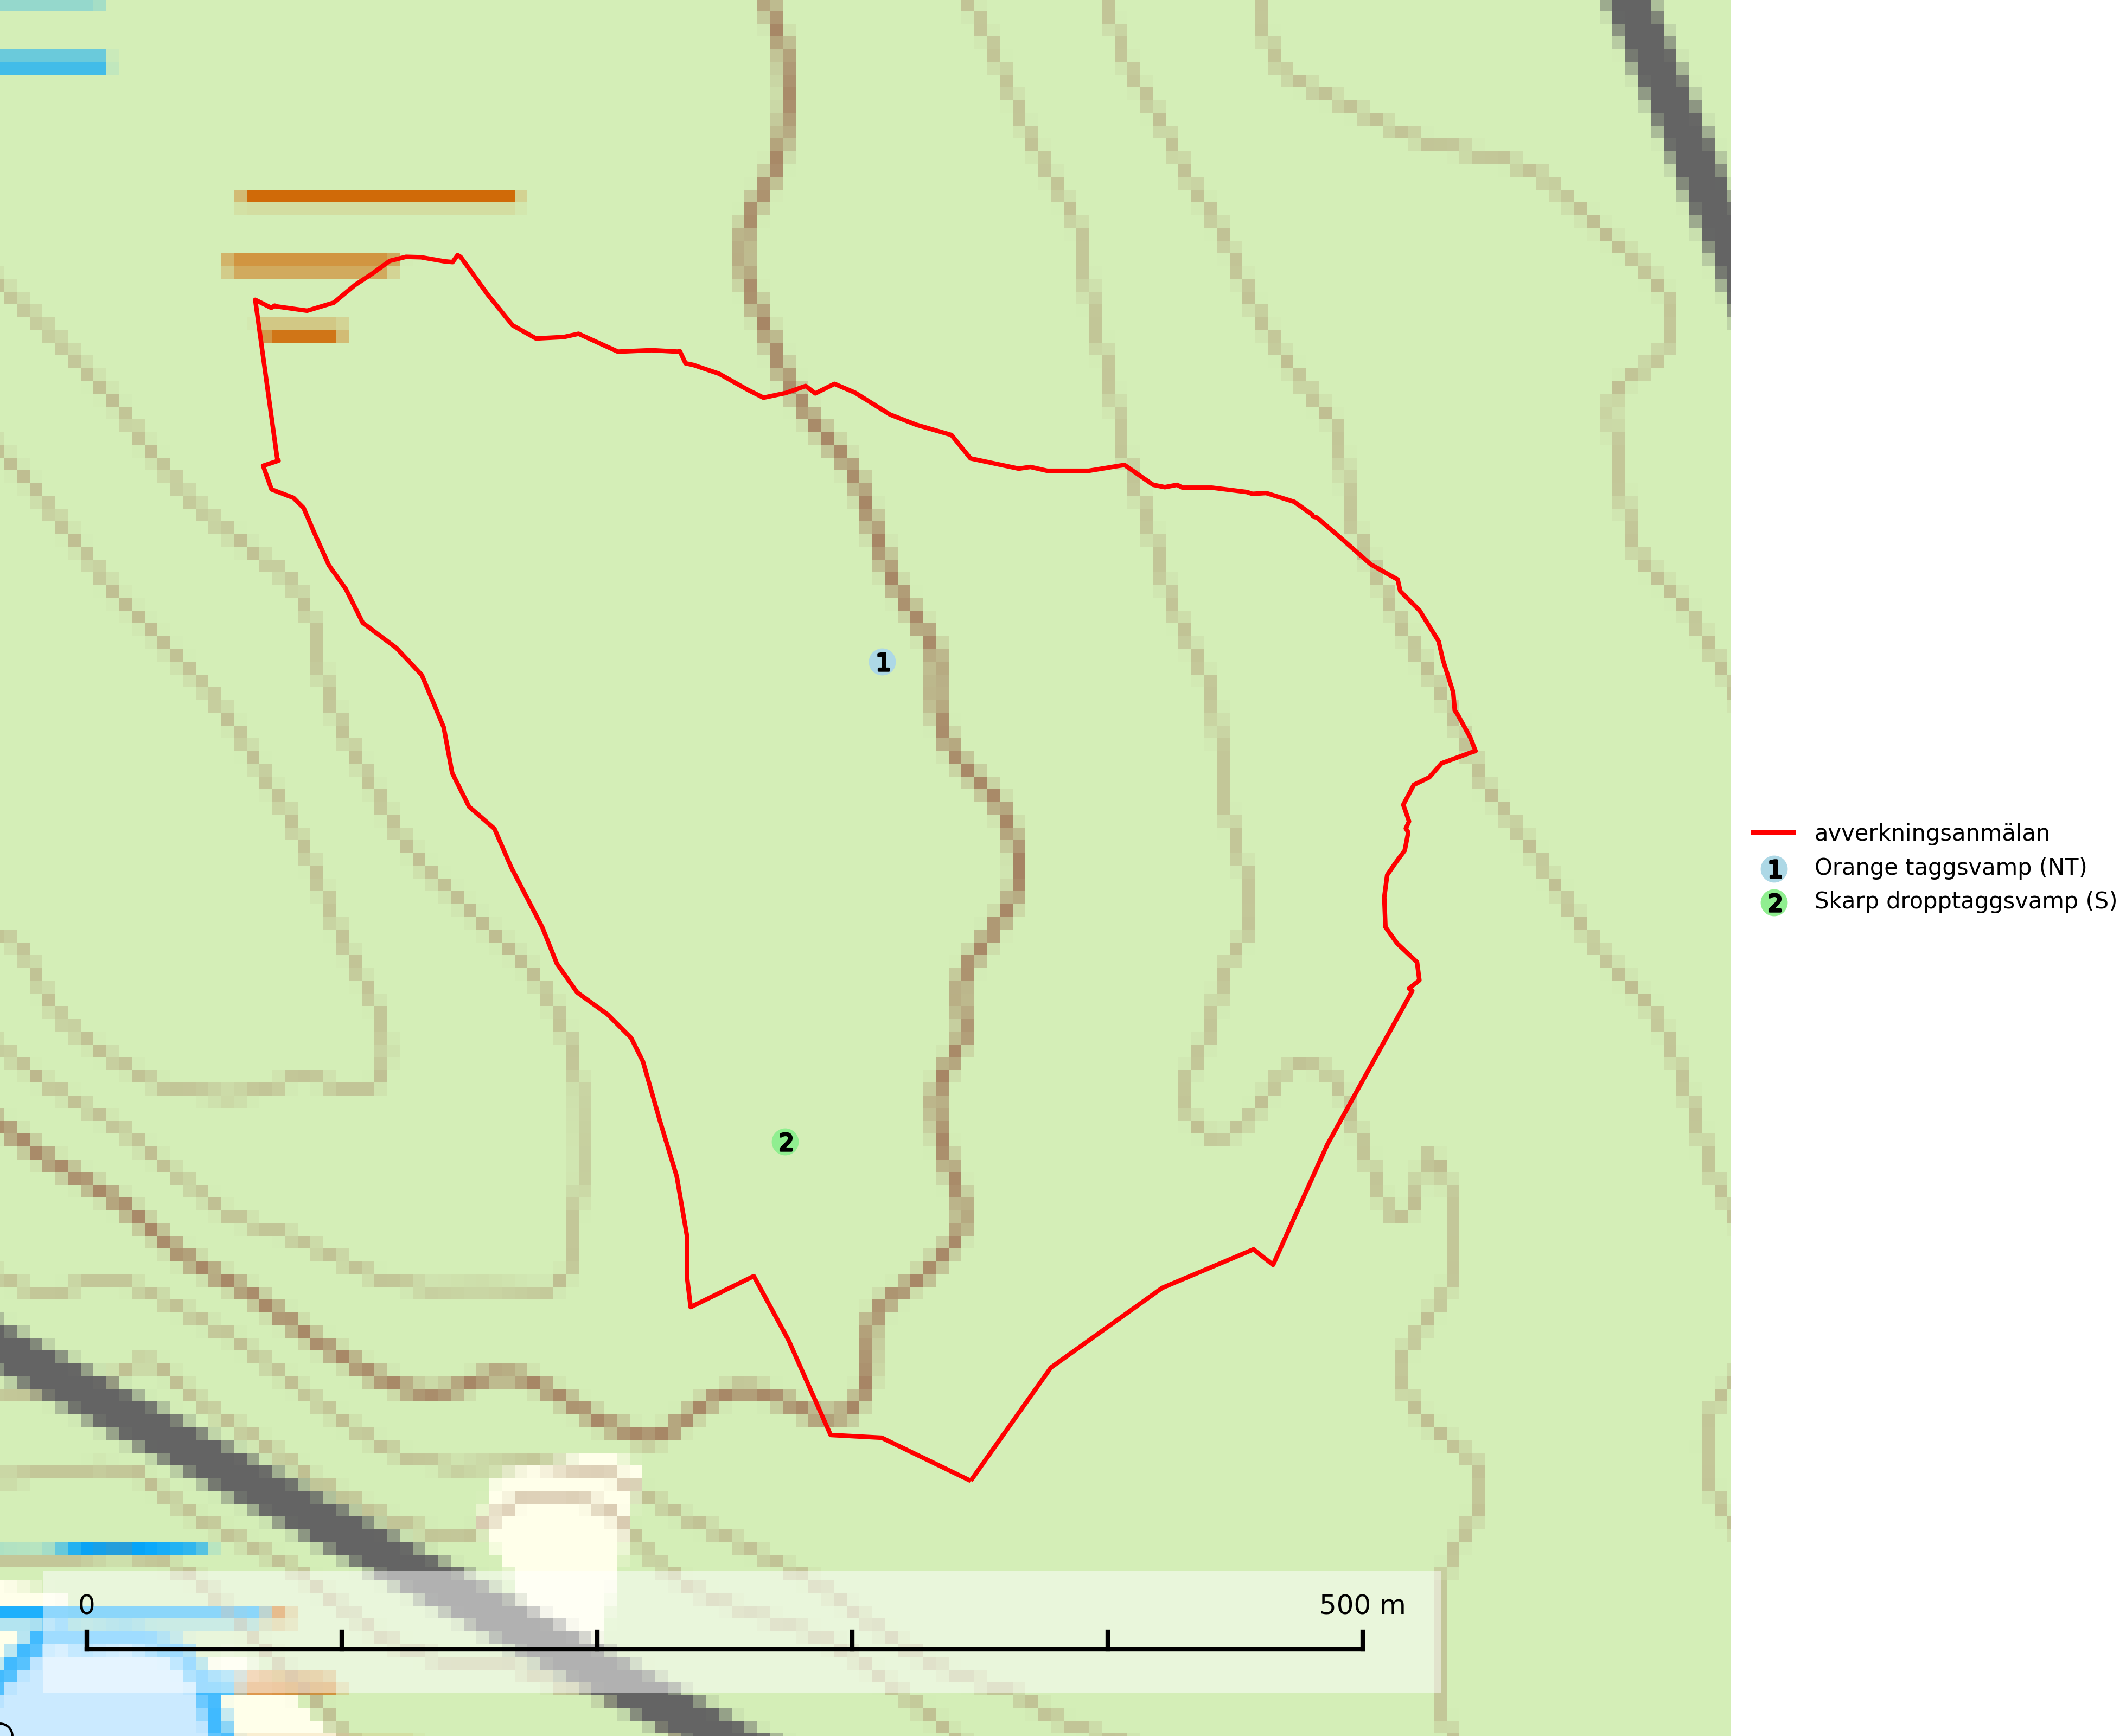 1
2
avverkningsanmälan
1 Orange taggsvamp (NT)
2 Skarp dropptaggsvamp (S)
0 500 m